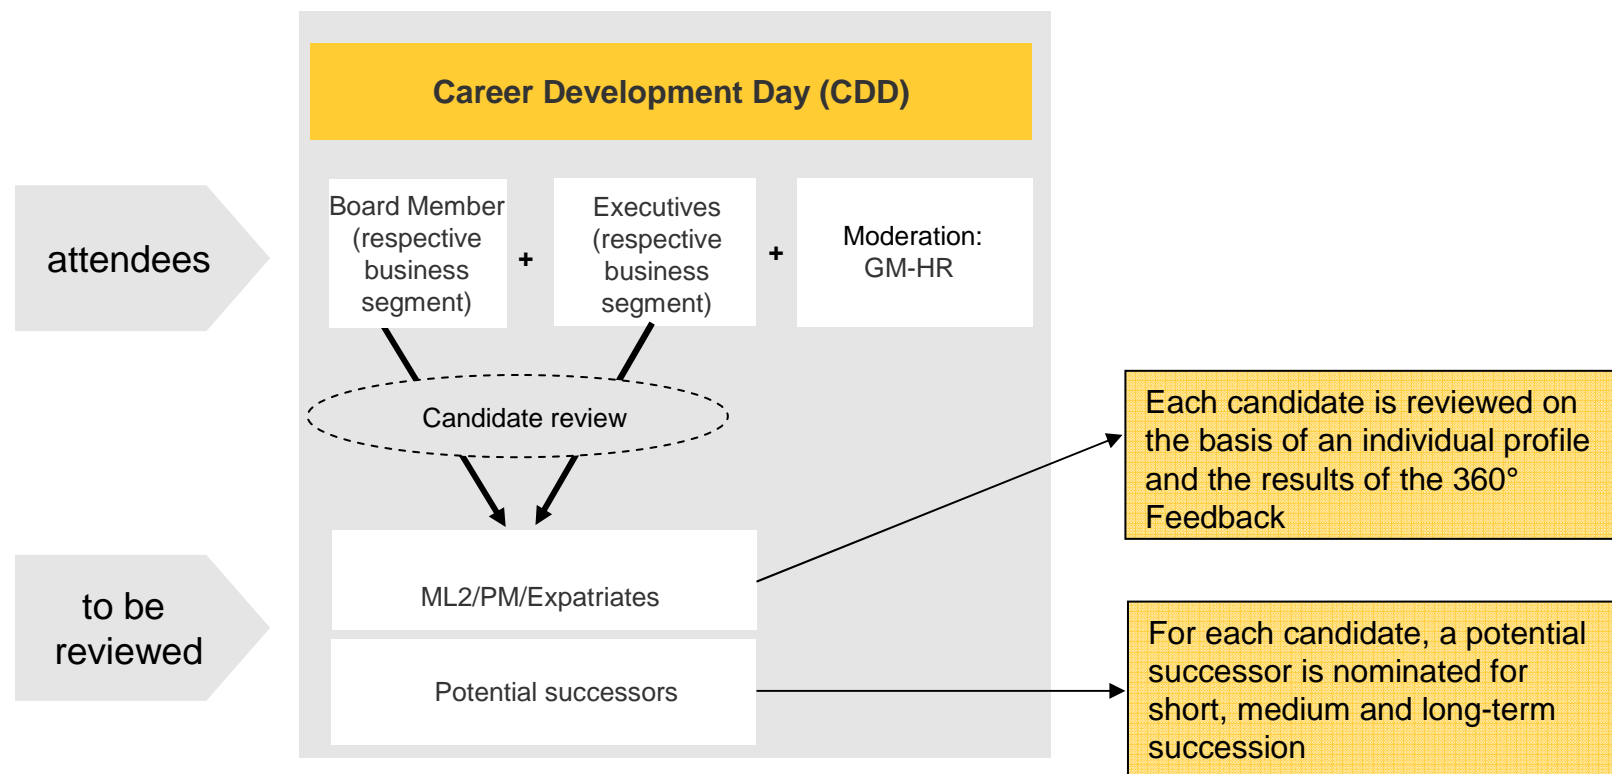 Career Development Day (CDD)
attendees
Board Member
(respective
business
segment)
+
Executives
(respective
business
segment)
+
Moderation:
GM-HR
Candidate review
Each candidate is reviewed on
the basis of an individual profile
and the results of the 360°
Feedback
to be
reviewed
ML2/PM/Expatriates
Potential successors
For each candidate, a potential
successor is nominated for
short, medium and long-term
succession